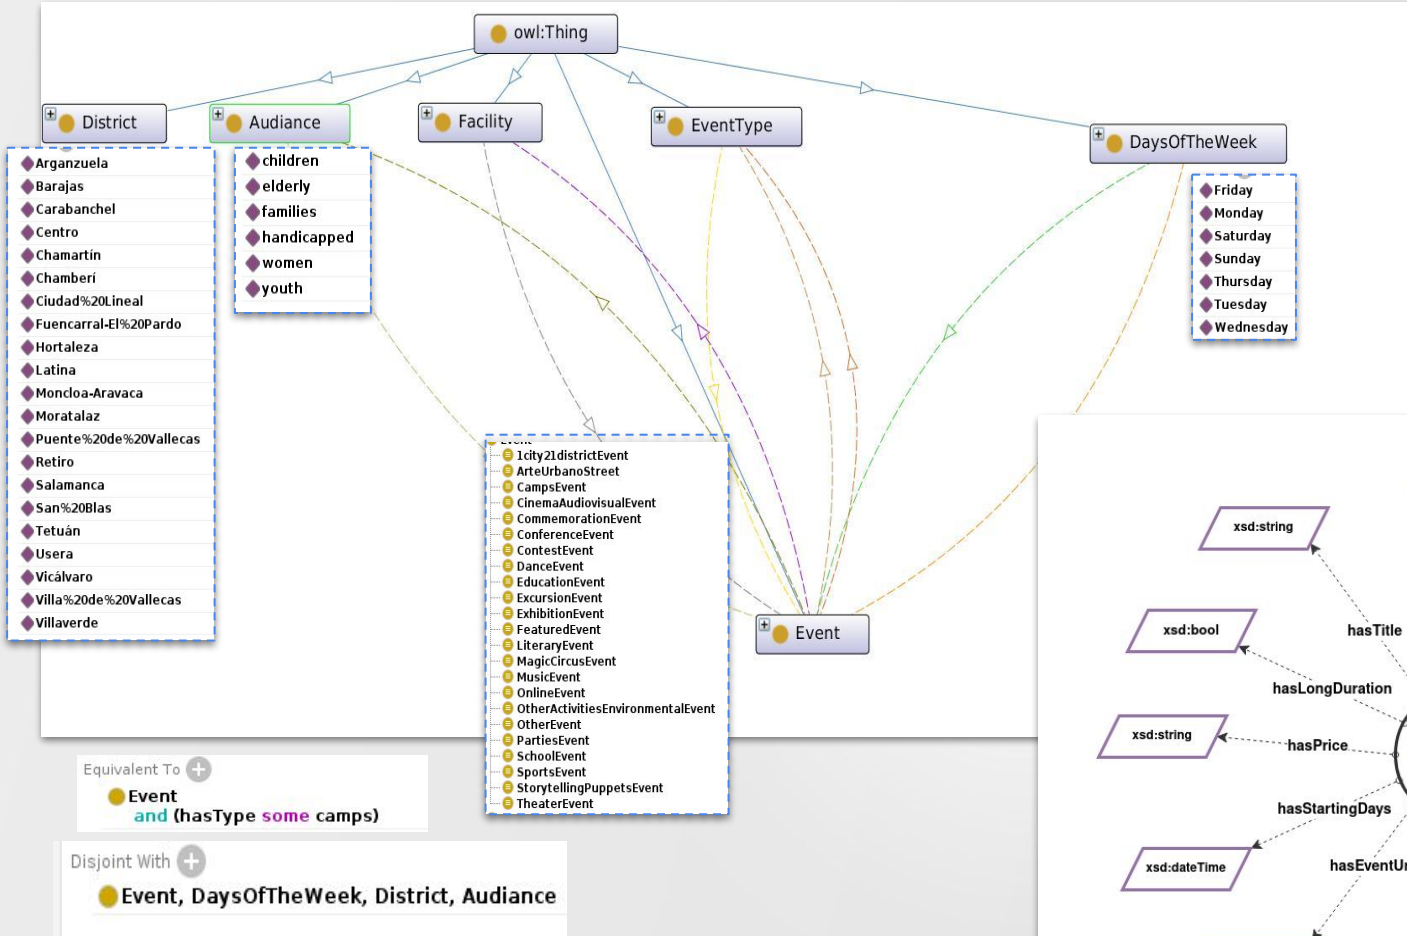 owl:Thing
District
Audiance
Facility
EventType
DaysOfTheWeek
Arganzuela
Barajas
Carabanchel
Centro
Chamartín
Chamberí
Ciudad%20Lineal
Fuencarral-El%20Pardo
Hortaleza
Latina
Moncloa-Aravaca
Moratalaz
Puente%20de%20Vallecas
Retiro
Salamanca
San%20Blas
Tetuán
Usera
Vicálvaro
Villa%20de%20Vallecas
Villaverde
children
elderly
families
handicapped
women
youth
Friday
Monday
Saturday
Sunday
Thursday
Tuesday
Wednesday
Event
1city21districtEvent
ArteUrbanoStreet
CampsEvent
CinemaAudiovisualEvent
CommemorationEvent
ConferenceEvent
ContestEvent
DanceEvent
EducationEvent
ExcursionEvent
ExhibitionEvent
FeaturedEvent
LiteraryEvent
MagicCircusEvent
MusicEvent
OnlineEvent
OtherActivitiesEnvironmentalEvent
OtherEvent
PartiesEvent
SchoolEvent
SportsEvent
StorytellingPuppetsEvent
TheaterEvent
Event
xsd:string
hasTitle
xsd:bool
hasLongDuration
xsd:string
hasPrice
hasStartingDays
xsd:dateTime
hasEventUr
Equivalent To
Event
and (hasType some camps)
Disjoint With
Event, DaysOfTheWeek, District, Audiance